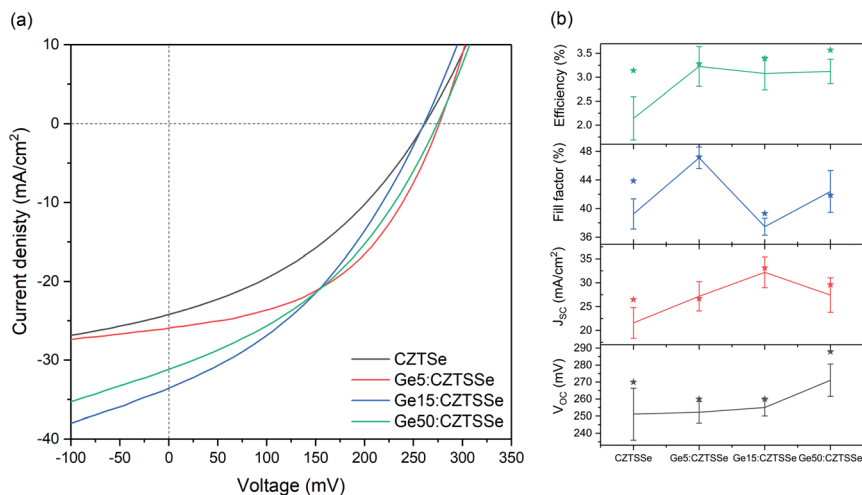 (a)
10
0
-10
-20
-30
-40
Current denisty (mA/cm²)
-100
-50
0
50
100
150
200
250
300
350
Voltage (mV)
CZTSe
Ge5:CZTSSe
Ge15:CZTSSe
Ge50:CZTSSe
(b)
Efficiency (%)
3.5
3.0
2.5
2.0
Fill factor (%)
48
44
40
36
J_SC (mA/cm²)
35
30
25
20
V_OC (mV)
290
280
270
260
250
240
CZTSSe
Ge5:CZTSSe
Ge15:CZTSSe
Ge50:CZTSSe